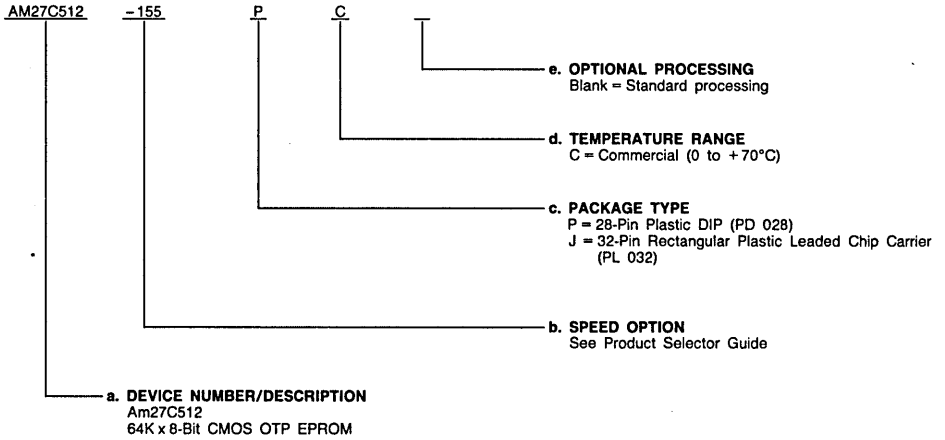 AM27C512 -155 P C _
e. OPTIONAL PROCESSING
Blank = Standard processing
d. TEMPERATURE RANGE
C = Commercial (0 to +70°C)
c. PACKAGE TYPE
P = 28-Pin Plastic DIP (PD 028)
J = 32-Pin Rectangular Plastic Leaded Chip Carrier
(PL 032)
b. SPEED OPTION
See Product Selector Guide
a. DEVICE NUMBER/DESCRIPTION
Am27C512
64K x 8-Bit CMOS OTP EPROM